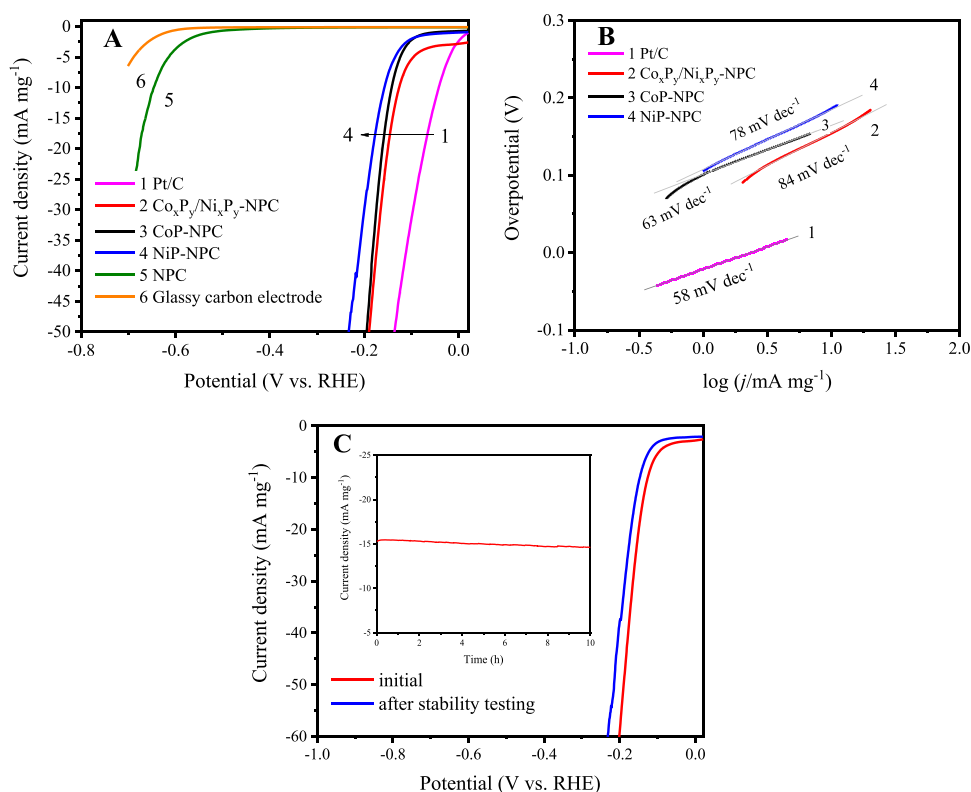 A
Current density (mA mg⁻¹)
0
-5
-10
-15
-20
-25
-30
-35
-40
-45
-50
6
5
4
1
1 Pt/C
2 CoₓPᵧ/NiₓPᵧ-NPC
3 CoP-NPC
4 NiP-NPC
5 NPC
6 Glassy carbon electrode
-0.8 -0.6 -0.4 -0.2 0.0
Potential (V vs. RHE)
B
Overpotential (V)
0.3
0.2
0.1
0.0
-0.1
1 Pt/C
2 CoₓPᵧ/NiₓPᵧ-NPC
3 CoP-NPC
4 NiP-NPC
78 mV dec⁻¹
4
3
2
63 mV dec⁻¹
84 mV dec⁻¹
1
58 mV dec⁻¹
-1.0 -0.5 0.0 0.5 1.0 1.5 2.0
log (j/mA mg⁻¹)
C
Current density (mA mg⁻¹)
0
-10
-20
-30
-40
-50
-60
Current density (mA mg⁻¹)
-25
-20
-15
-10
-5
0 2 4 6 8 10
Time (h)
initial
after stability testing
-1.0 -0.8 -0.6 -0.4 -0.2 0.0
Potential (V vs. RHE)